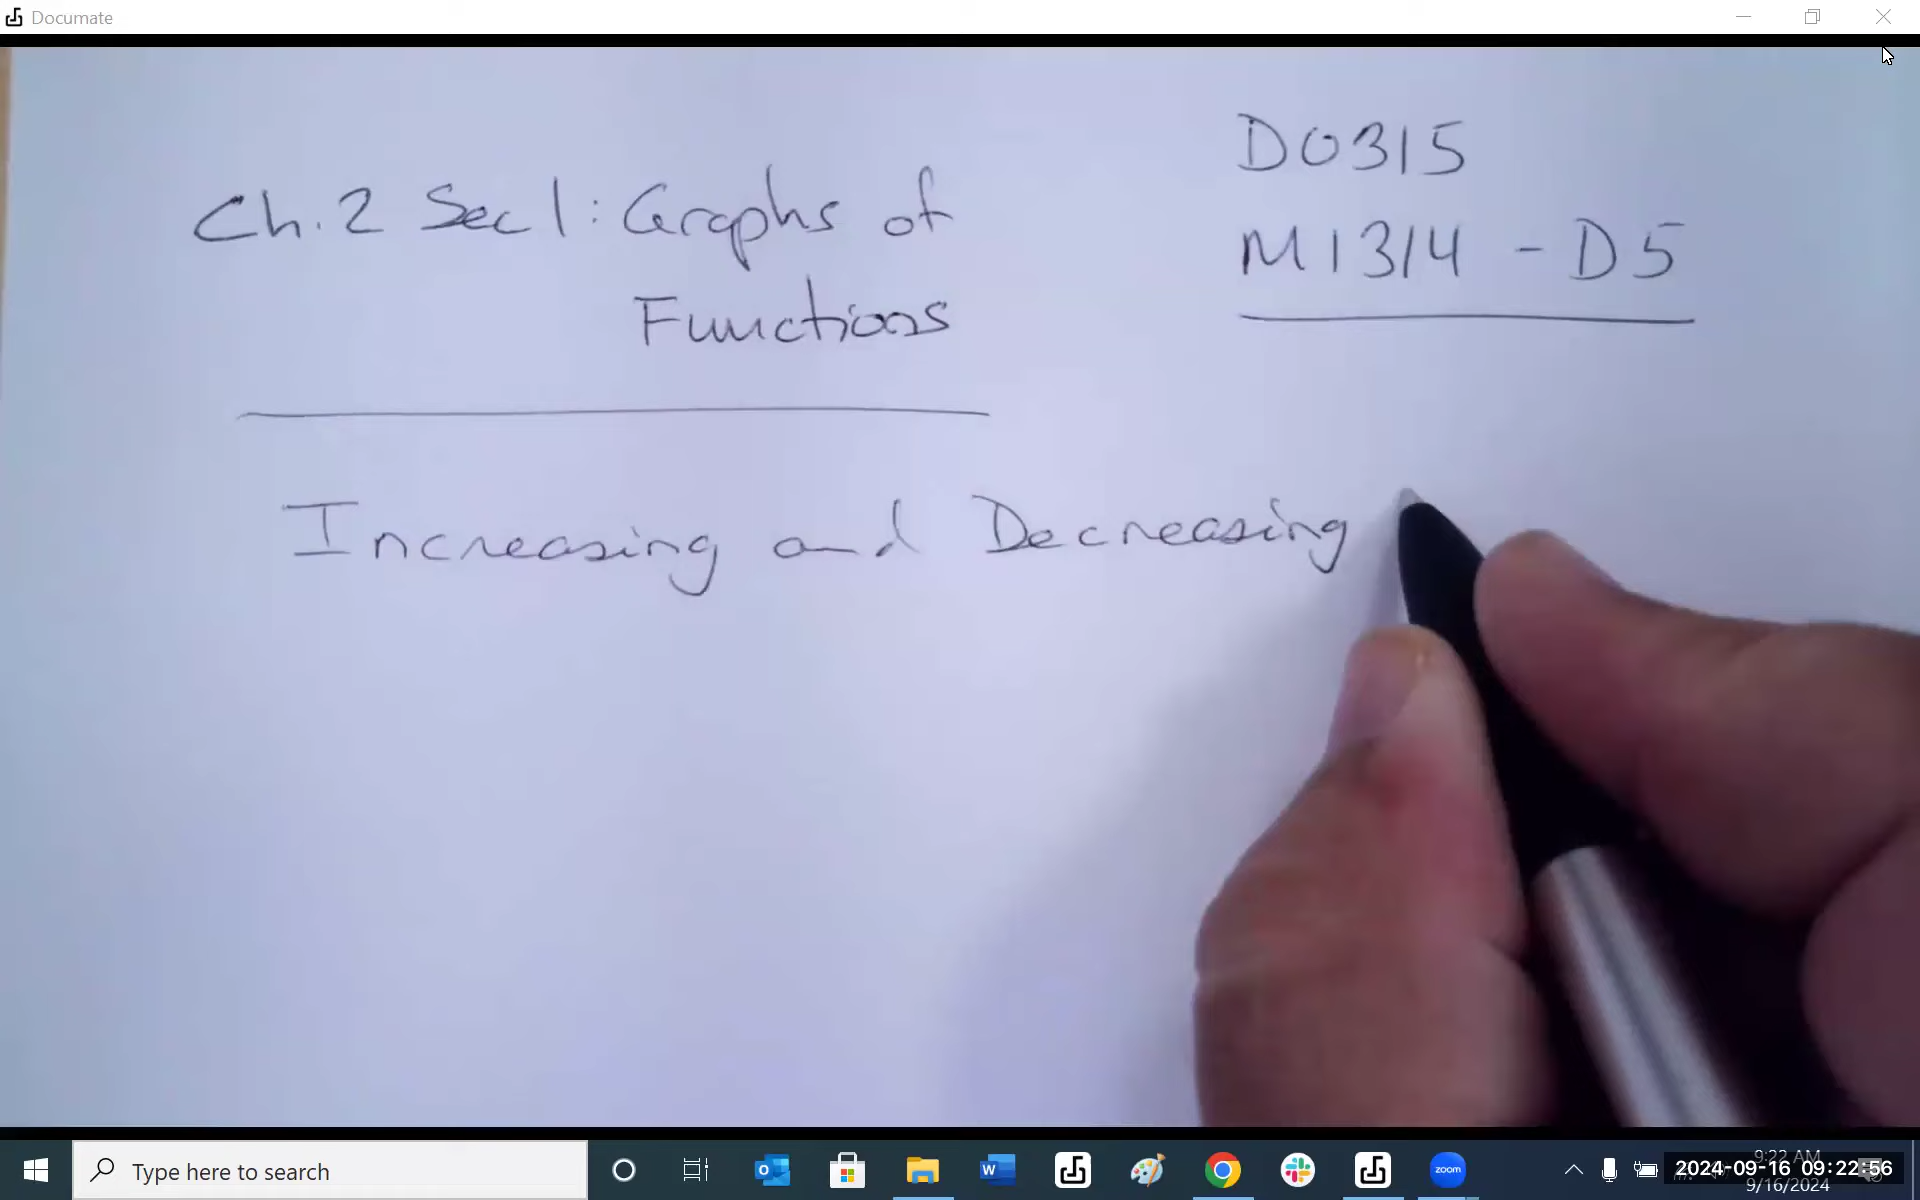 Documate
D0315
Ch. 2 Sec 1: Graphs of
M1314 - D5
Functions
Increasing and Decreasing
Type here to search
zoom
9:22 AM
2024-09-16 09:22:56
9/16/2024